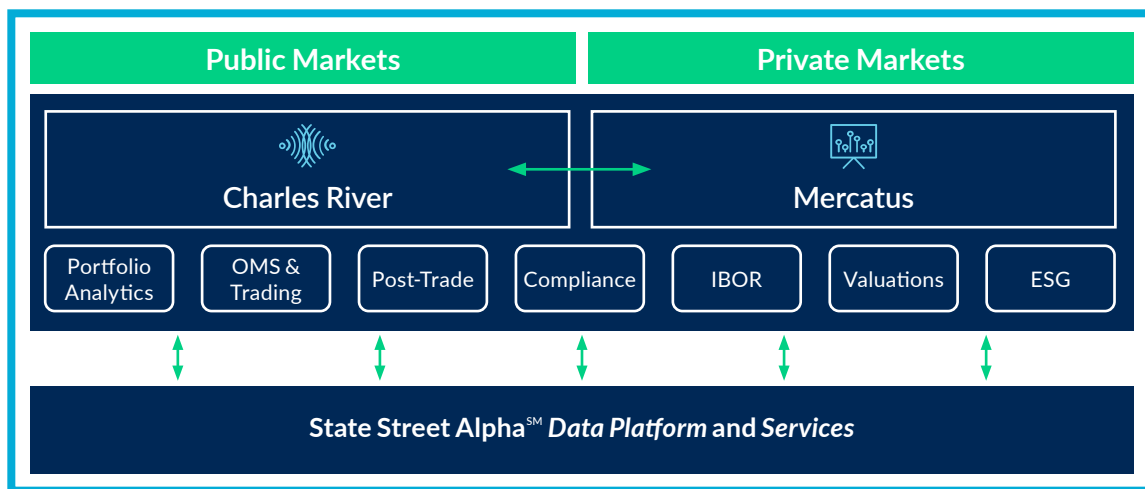 Public Markets
Private Markets
Charles River
Mercatus
Portfolio
Analytics
OMS &
Trading
Post-Trade
Compliance
IBOR
Valuations
ESG
State Street Alpha℠ Data Platform and Services